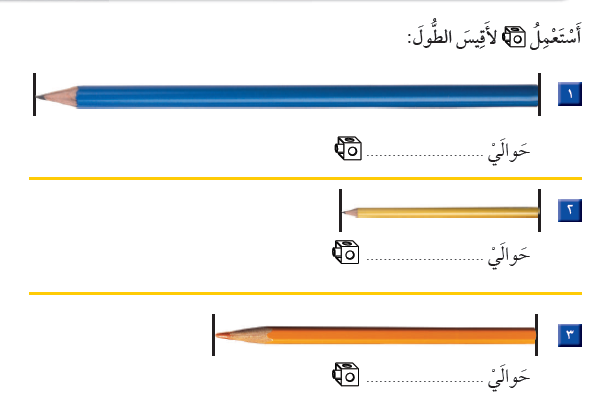 أَسْتَعْمِلُ لأَقِيسَ الطُّولَ:
١
حَوالَيْ ........................
٢
حَوالَيْ ........................
٣
حَوالَيْ ........................